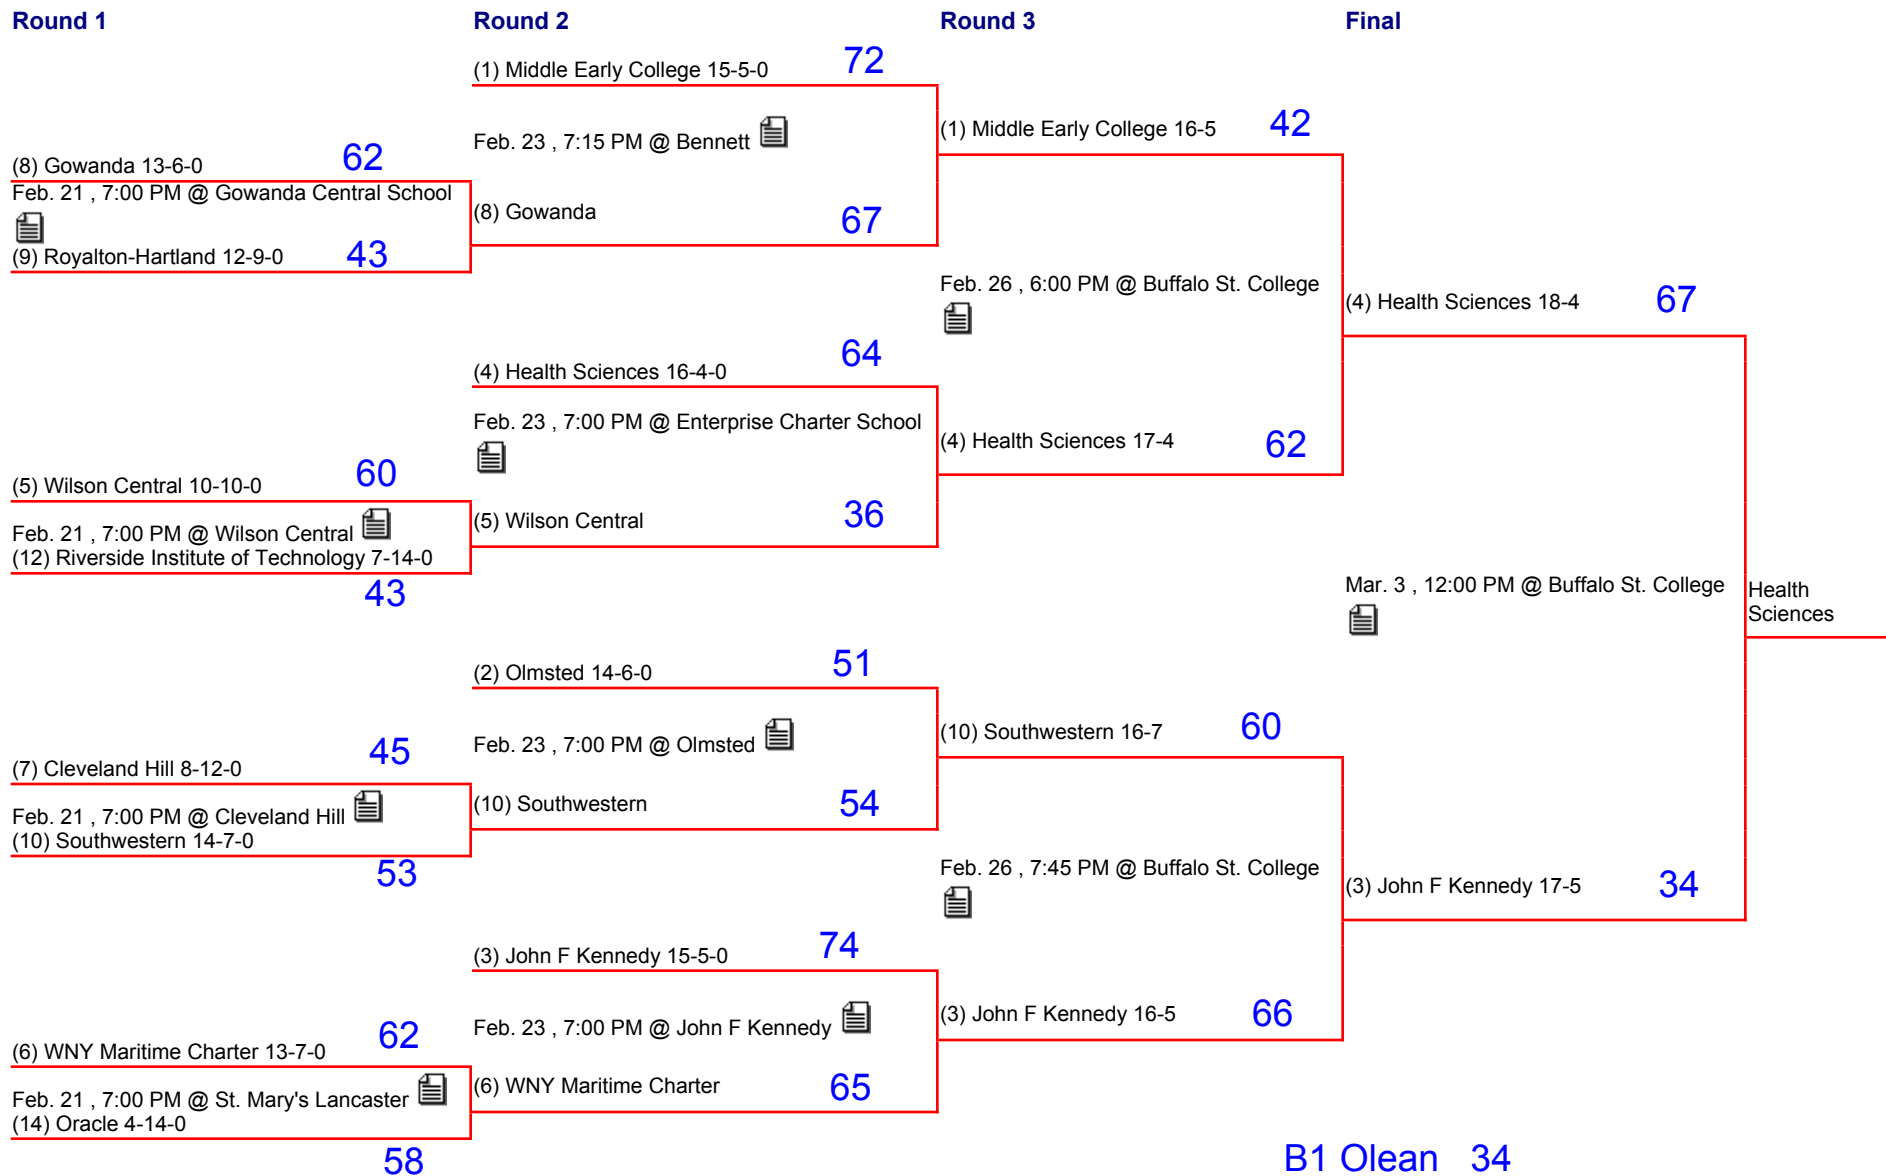 Round 1
Round 2
Round 3
Final
(8) Gowanda 13-6-0 62
Feb. 21 , 7:00 PM @ Gowanda Central School
(9) Royalton-Hartland 12-9-0 43
(5) Wilson Central 10-10-0 60
Feb. 21 , 7:00 PM @ Wilson Central
(12) Riverside Institute of Technology 7-14-0
43
(7) Cleveland Hill 8-12-0 45
Feb. 21 , 7:00 PM @ Cleveland Hill
(10) Southwestern 14-7-0
53
(6) WNY Maritime Charter 13-7-0 62
Feb. 21 , 7:00 PM @ St. Mary's Lancaster
(14) Oracle 4-14-0
58
(1) Middle Early College 15-5-0 72
Feb. 23 , 7:15 PM @ Bennett
(8) Gowanda 67
(4) Health Sciences 16-4-0 64
Feb. 23 , 7:00 PM @ Enterprise Charter School
(5) Wilson Central 36
(2) Olmsted 14-6-0 51
Feb. 23 , 7:00 PM @ Olmsted
(10) Southwestern 54
(3) John F Kennedy 15-5-0 74
Feb. 23 , 7:00 PM @ John F Kennedy
(6) WNY Maritime Charter 65
(1) Middle Early College 16-5 42
Feb. 26 , 6:00 PM @ Buffalo St. College
(4) Health Sciences 17-4 62
(10) Southwestern 16-7 60
Feb. 26 , 7:45 PM @ Buffalo St. College
(3) John F Kennedy 16-5 66
(4) Health Sciences 18-4 67
Mar. 3 , 12:00 PM @ Buffalo St. College
(3) John F Kennedy 17-5 34
Health
Sciences
B1 Olean 34